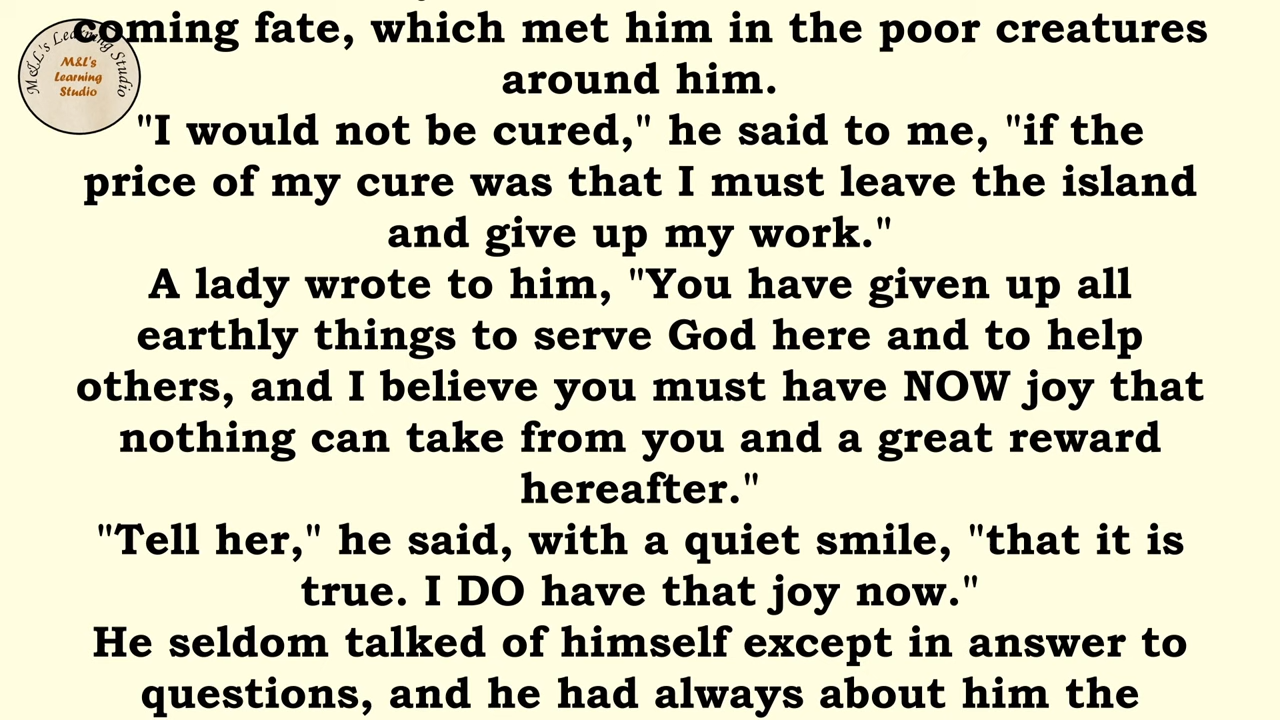 M&L's Learning Studio
M&L's
Learning
Studio
coming fate, which met him in the poor creatures
around him.
"I would not be cured," he said to me, "if the
price of my cure was that I must leave the island
and give up my work."
A lady wrote to him, "You have given up all
earthly things to serve God here and to help
others, and I believe you must have NOW joy that
nothing can take from you and a great reward
hereafter."
"Tell her," he said, with a quiet smile, "that it is
true. I DO have that joy now."
He seldom talked of himself except in answer to
questions, and he had always about him the